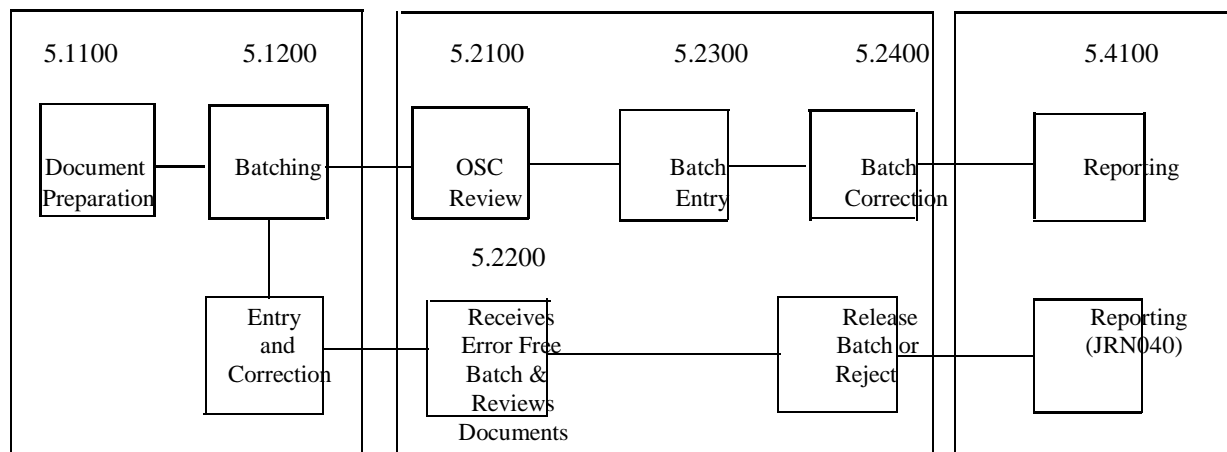 5.1100 5.1200 5.2100 5.2300 5.2400 5.4100
Document Preparation
Batching
OSC Review
Batch Entry
Batch Correction
Reporting
5.2200
Entry and Correction
Receives Error Free Batch & Reviews Documents
Release Batch or Reject
Reporting (JRN040)